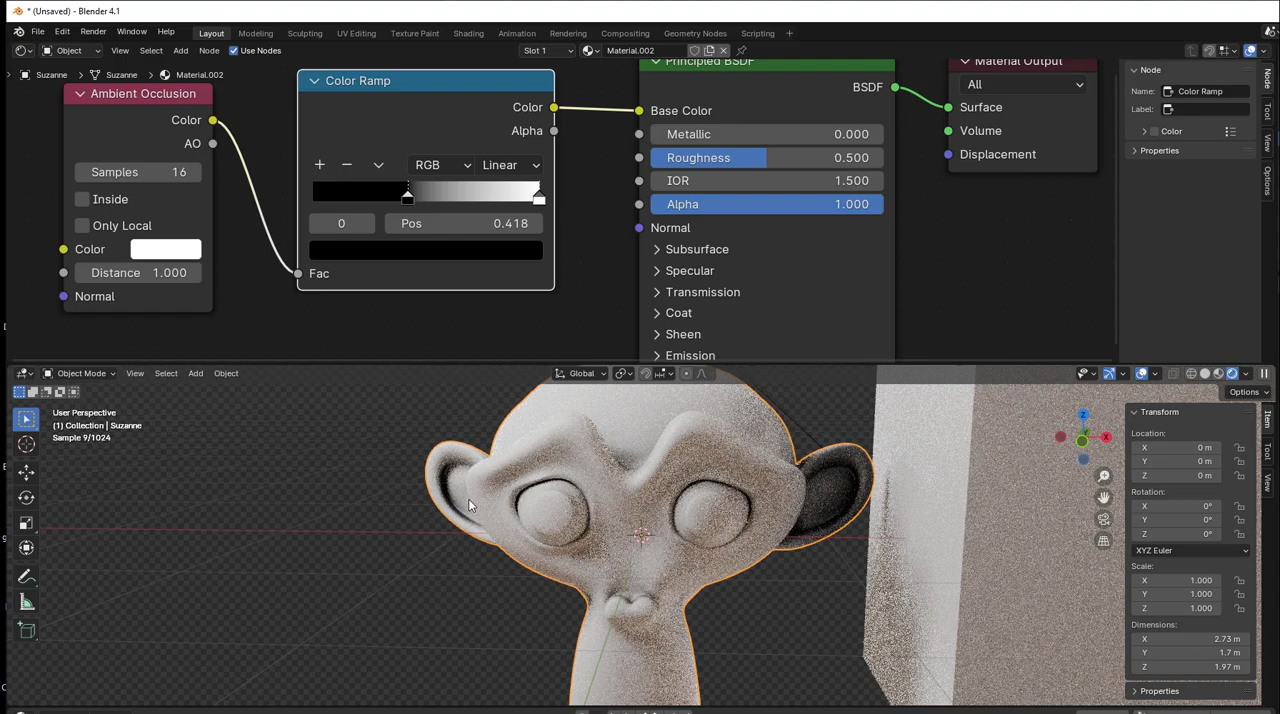 * (Unsaved) - Blender 4.1
File Edit Render Window Help Layout Modeling Sculpting UV Editing Texture Paint Shading Animation Rendering Compositing Geometry Nodes Scripting +
Object View Select Add Node Use Nodes Slot 1 Material.002
Suzanne Suzanne Material.002
Ambient Occlusion
Color
AO
Samples 16
Inside
Only Local
Color
Distance 1.000
Normal
Color Ramp
Color
Alpha
+ − RGB Linear
0 Pos 0.418
Fac
Principled BSDF
BSDF
Base Color
Metallic 0.000
Roughness 0.500
IOR 1.500
Alpha 1.000
Normal
Subsurface
Specular
Transmission
Coat
Sheen
Emission
Material Output
All
Surface
Volume
Displacement
Node
Name: Color Ramp
Label:
Color
Properties
Node
Tool
View
Options
Object Mode View Select Add Object Global
Options
User Perspective
(1) Collection | Suzanne
Sample 9/1024
Z
X
Transform
Location:
X 0 m
Y 0 m
Z 0 m
Rotation:
X 0°
Y 0°
Z 0°
XYZ Euler
Scale:
X 1.000
Y 1.000
Z 1.000
Dimensions:
X 2.73 m
Y 1.7 m
Z 1.97 m
Properties
Item
Tool
View